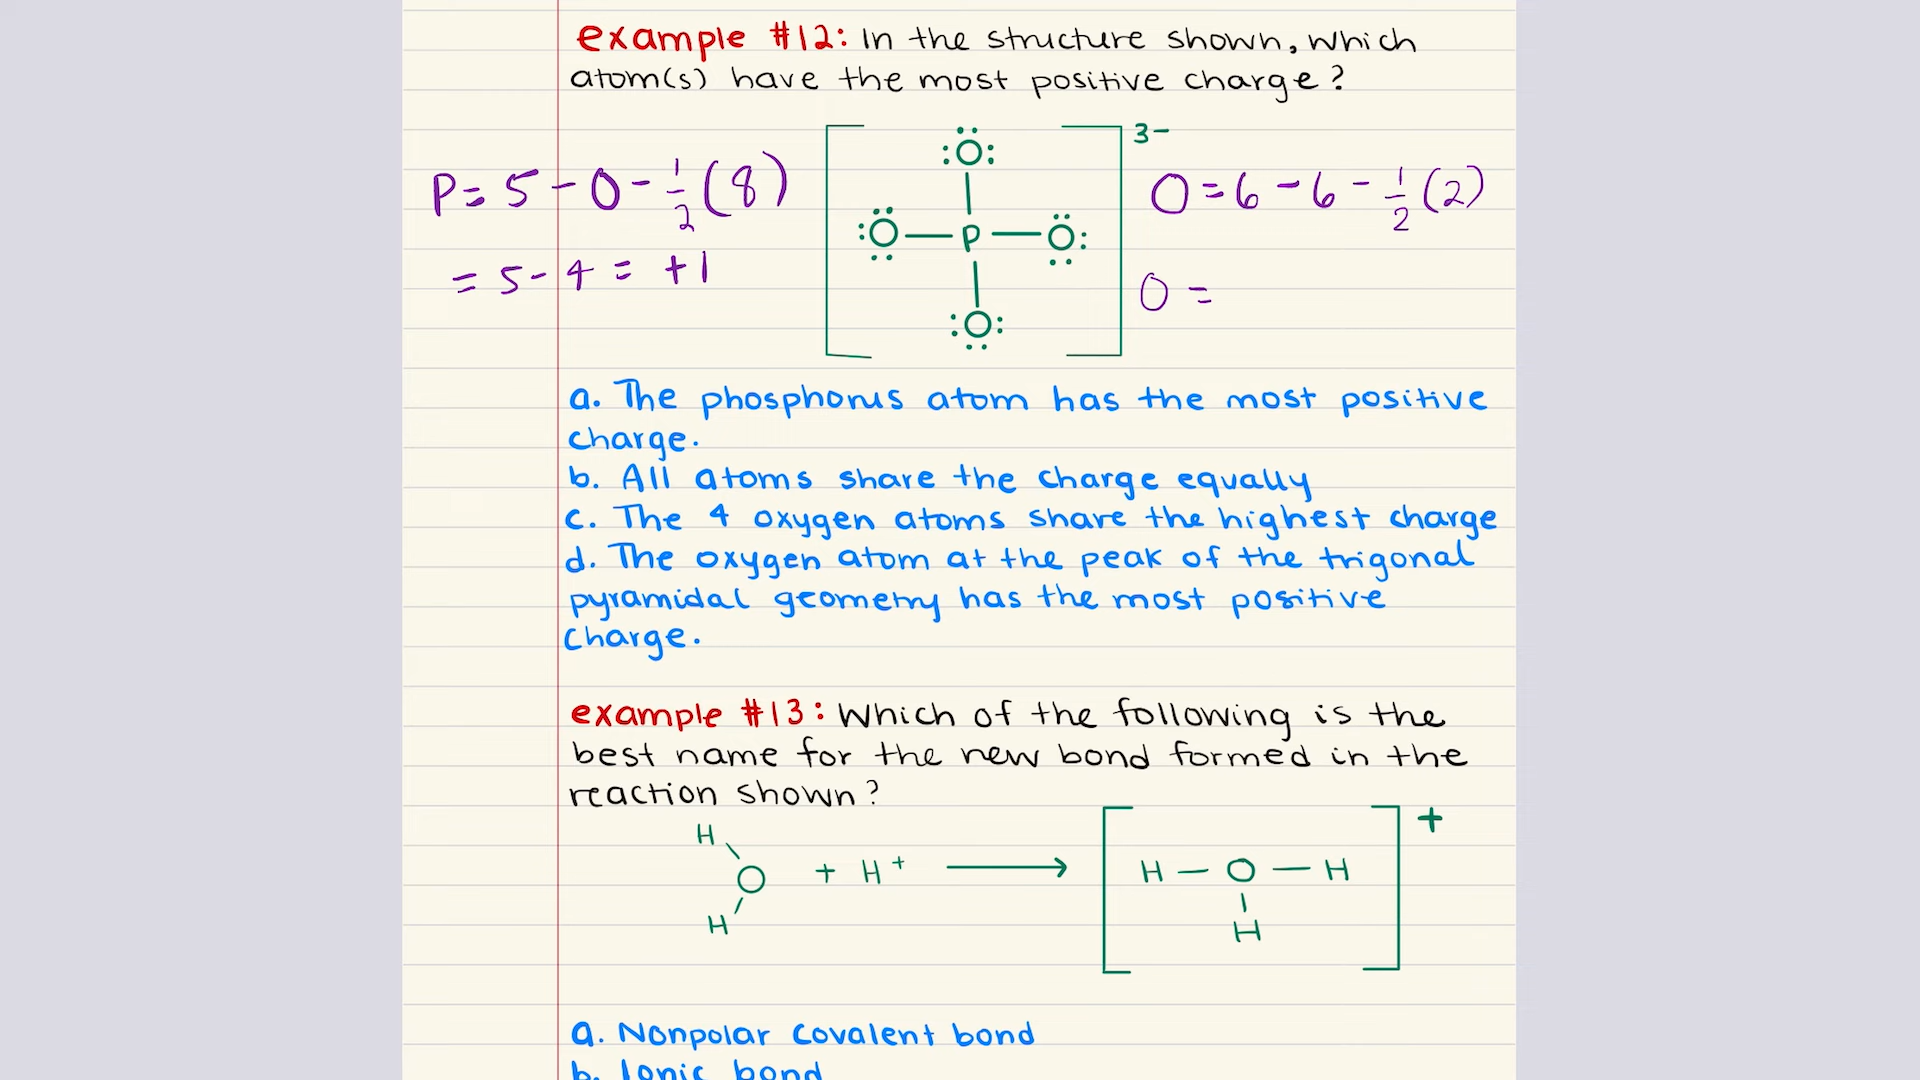 example #12: In the structure shown, which
atom(s) have the most positive charge?
3-
P = 5 - 0 - 1/2 (8)
= 5 - 4 = +1
:O:
:O — P — O:
:O:
O = 6 - 6 - 1/2 (2)
O =
a. The phosphorus atom has the most positive
charge.
b. All atoms share the charge equally
c. The 4 oxygen atoms share the highest charge
d. The oxygen atom at the peak of the trigonal
pyramidal geometry has the most positive
charge.
example #13: Which of the following is the
best name for the new bond formed in the
reaction shown?
H
O + H+ → H — O — H +
H H
a. Nonpolar covalent bond
b. Ionic bond